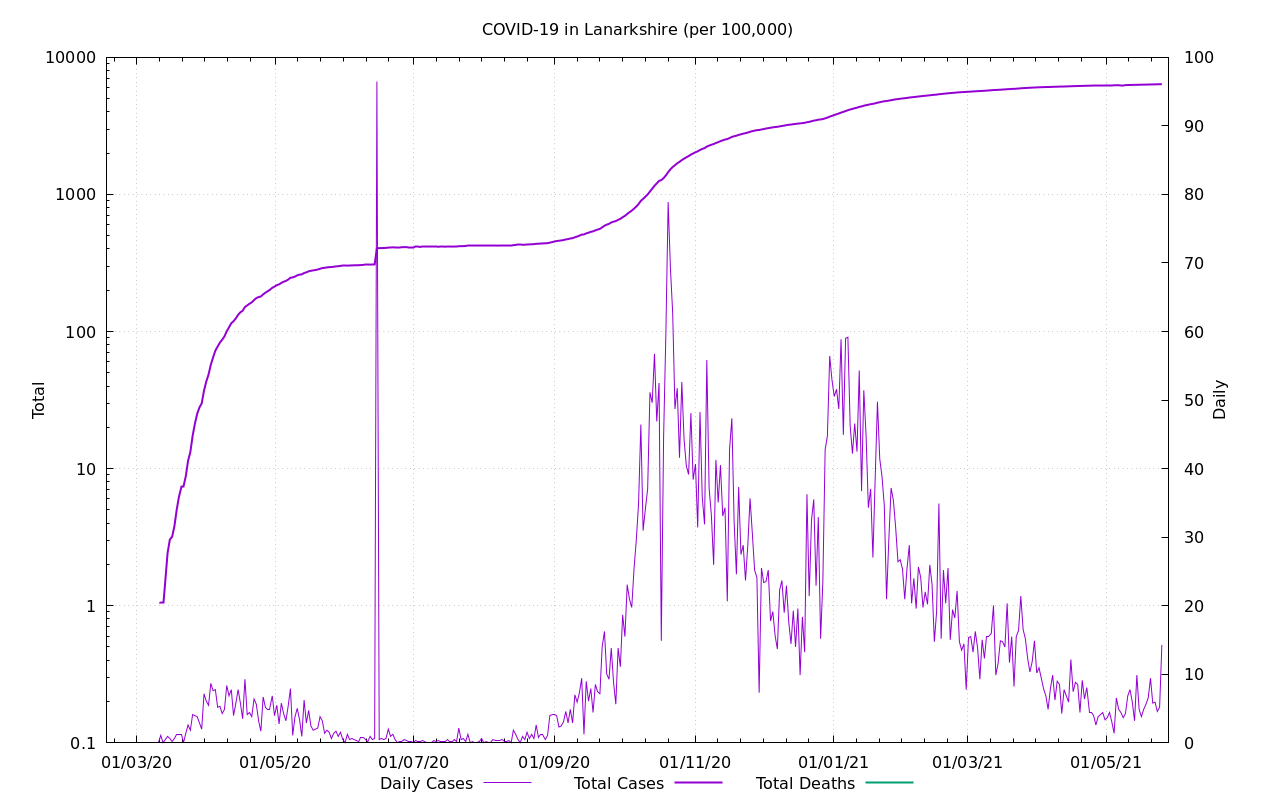 COVID-19 in Lanarkshire (per 100,000)
10000 100
90
1000 80
70
100 60
Total 50 Daily
10 40
30
1 20
10
0.1 0
01/03/20 01/05/20 01/07/20 01/09/20 01/11/20 01/01/21 01/03/21 01/05/21
Daily Cases Total Cases Total Deaths